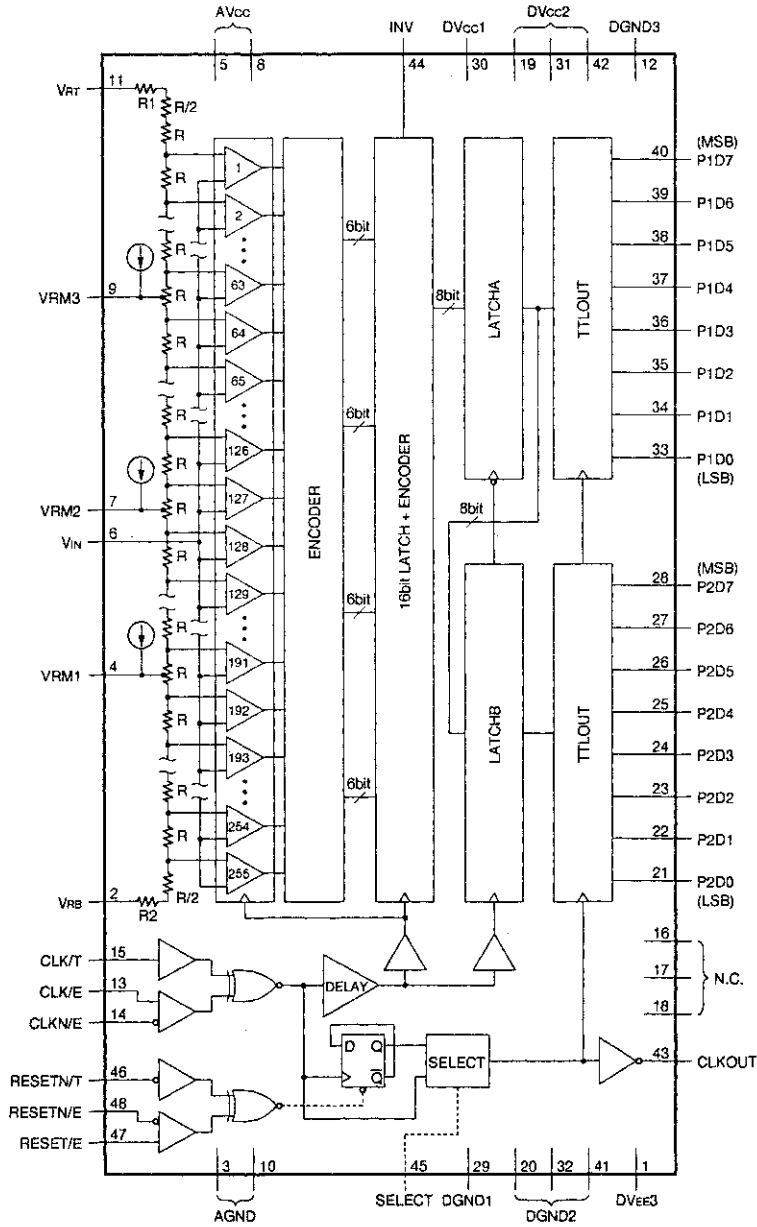 AVCC INV DVCC1 DVCC2 DGND3
5 8 44 30 19 31 42 12
VRT 11
R1
R/2
R
R
R
R
VRM3 9
R
R
R
R
R
VRM2 7
R
VIN 6
R
R
R
VRM1 4
R
R
R
R
R/2
VRB 2
R2
1
2
63
64
65
126
127
128
129
191
192
193
254
255
ENCODER
6bit
6bit
6bit
6bit
16bit LATCH + ENCODER
8bit
LATCHA
TTLOUT
8bit
LATCHB
TTLOUT
(MSB)
40 P1D7
39 P1D6
38 P1D5
37 P1D4
36 P1D3
35 P1D2
34 P1D1
33 P1D0
(LSB)
(MSB)
28 P2D7
27 P2D6
26 P2D5
25 P2D4
24 P2D3
23 P2D2
22 P2D1
21 P2D0
(LSB)
16
17 N.C.
18
CLK/T 15
CLK/E 13
CLKN/E 14
DELAY
D Q
Q
SELECT
43 CLKOUT
RESETN/T 46
RESETN/E 48
RESET/E 47
3 10 45 29 20 32 41 1
AGND SELECT DGND1 DGND2 DVEE3